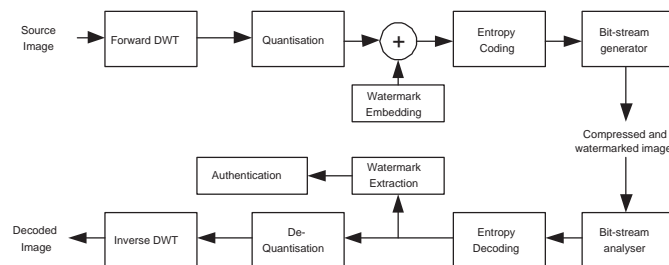 Source
Image
Forward DWT
Quantisation
+
Entropy
Coding
Bit-stream
generator
Watermark
Embedding
Compressed and
watermarked image
Authentication
Watermark
Extraction
Decoded
Image
Inverse DWT
De-
Quantisation
Entropy
Decoding
Bit-stream
analyser